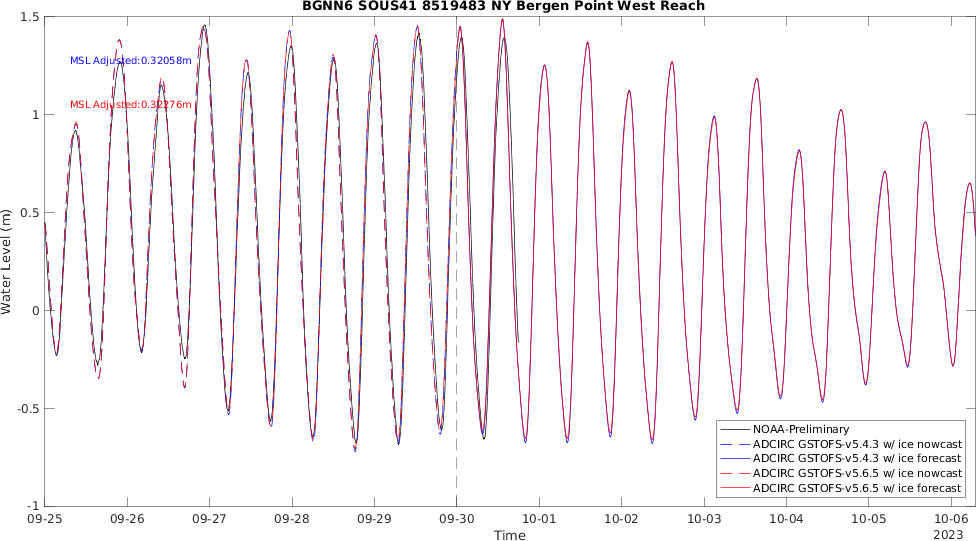 BGNN6 SOUS41 8519483 NY Bergen Point West Reach
1.5
MSL Adjusted:0.32058m
MSL Adjusted:0.32276m
1
0.5
Water Level (m)
0
-0.5
-1
NOAA-Preliminary
ADCIRC GSTOFS-v5.4.3 w/ ice nowcast
ADCIRC GSTOFS-v5.4.3 w/ ice forecast
ADCIRC GSTOFS-v5.6.5 w/ ice nowcast
ADCIRC GSTOFS-v5.6.5 w/ ice forecast
09-25 09-26 09-27 09-28 09-29 09-30 10-01 10-02 10-03 10-04 10-05 10-06
Time 2023